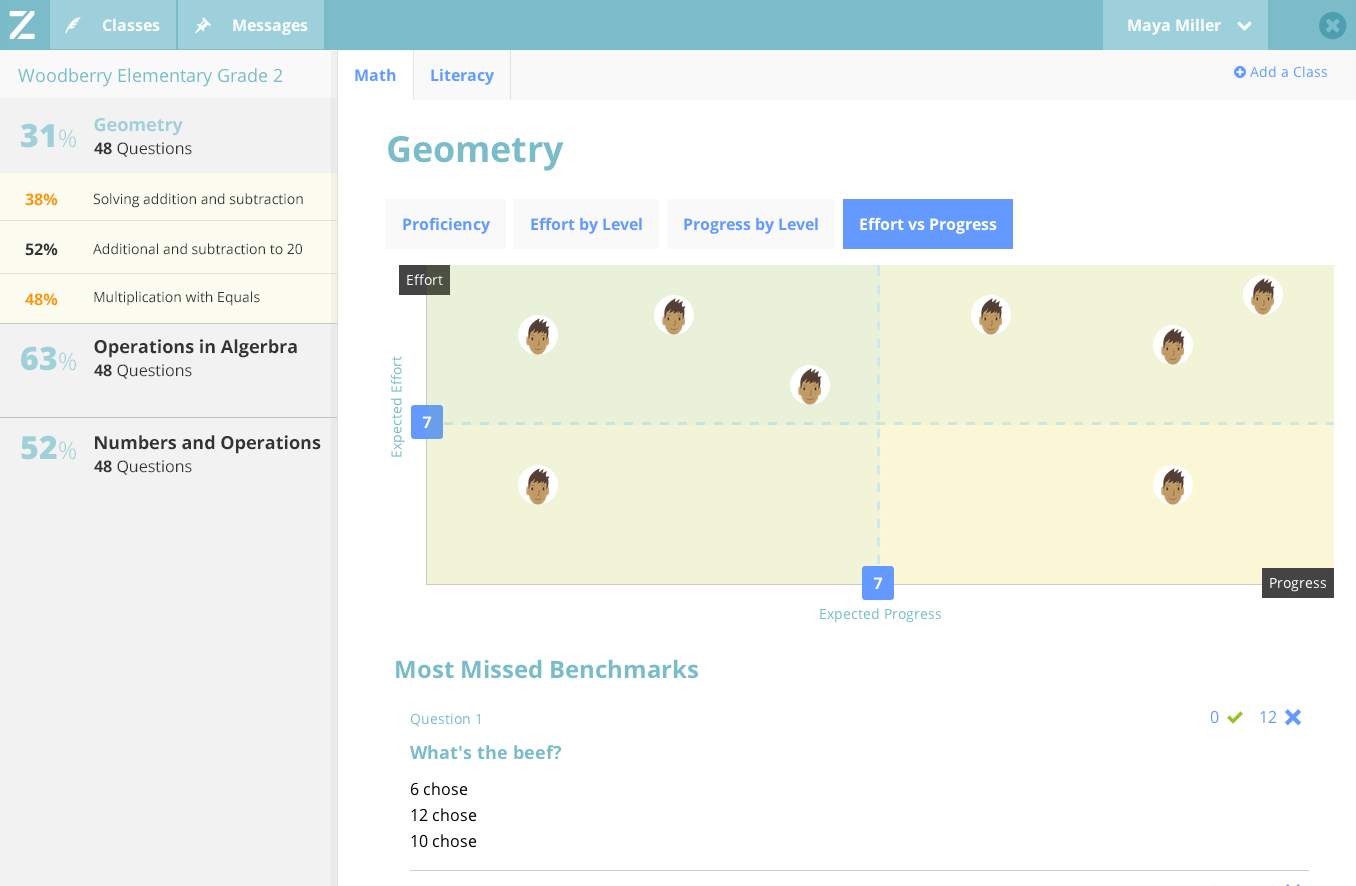 Z Classes Messages Maya Miller
Woodberry Elementary Grade 2
Math Literacy
Add a Class
31% Geometry
48 Questions
38% Solving addition and subtraction
52% Additional and subtraction to 20
48% Multiplication with Equals
63% Operations in Algerbra
48 Questions
52% Numbers and Operations
48 Questions
Geometry
Proficiency Effort by Level Progress by Level Effort vs Progress
Effort
Expected Effort
7
7
Progress
Expected Progress
Most Missed Benchmarks
Question 1
0 12
What's the beef?
6 chose
12 chose
10 chose